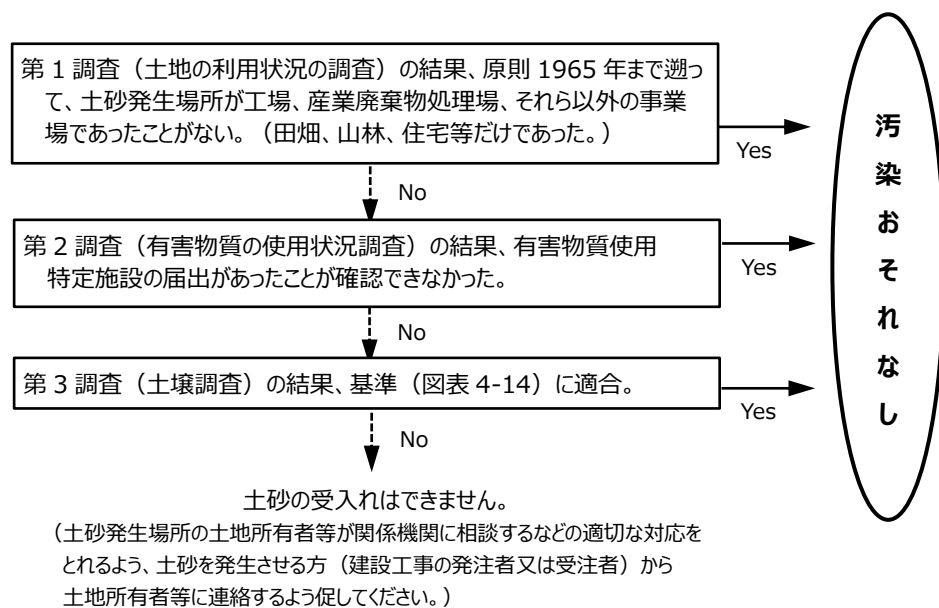 第１調査（土地の利用状況の調査）の結果、原則 1965 年まで遡っ
て、土砂発生場所が工場、産業廃棄物処理場、それら以外の事業
場であったことがない。（田畑、山林、住宅等だけであった。）
Yes
No
第２調査（有害物質の使用状況調査）の結果、有害物質使用
特定施設の届出があったことが確認できなかった。
Yes
No
第３調査（土壌調査）の結果、基準（図表 4-14）に適合。
Yes
No
汚染おそれなし
土砂の受入れはできません。
（土砂発生場所の土地所有者等が関係機関に相談するなどの適切な対応を
とれるよう、土砂を発生させる方（建設工事の発注者又は受注者）から
土地所有者等に連絡するよう促してください。）